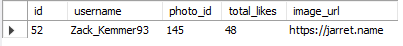 id username photo_id total_likes image_url
52 Zack_Kemmer93 145 48 https://jarret.name